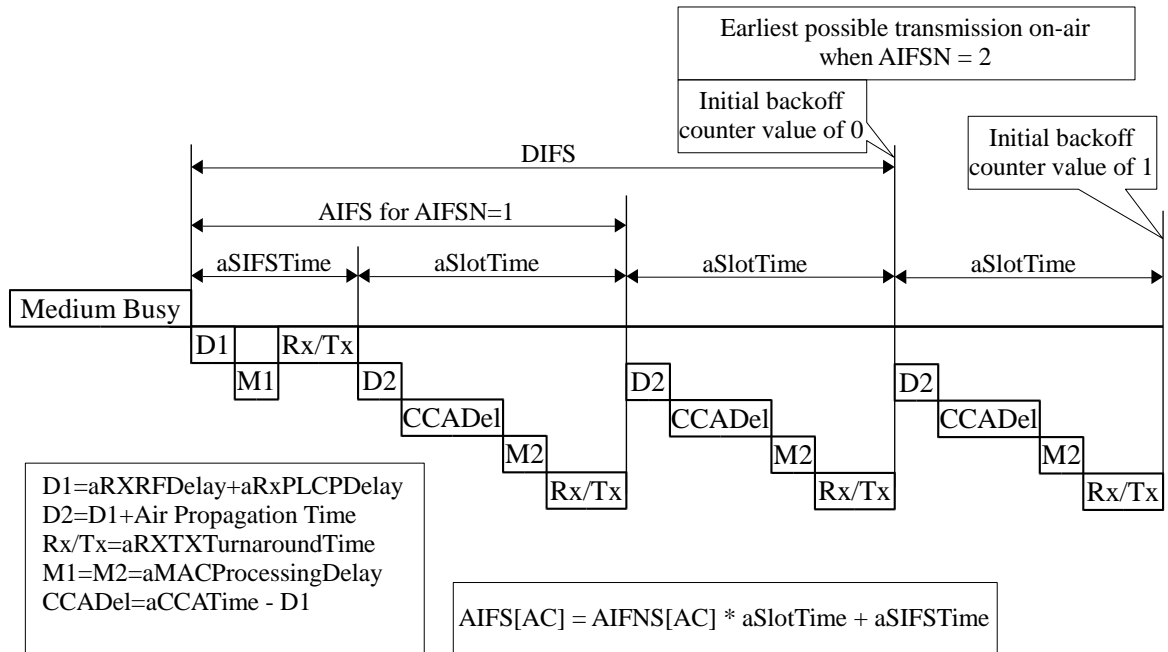 Earliest possible transmission on-air
when AIFSN = 2
Initial backoff
counter value of 0
Initial backoff
counter value of 1
DIFS
AIFS for AIFSN=1
aSIFSTime
aSlotTime
aSlotTime
aSlotTime
Medium Busy
D1
Rx/Tx
M1
D2
D2
D2
CCADel
CCADel
CCADel
M2
M2
M2
Rx/Tx
Rx/Tx
Rx/Tx
D1=aRXRFDelay+aRxPLCPDelay
D2=D1+Air Propagation Time
Rx/Tx=aRXTXTurnaroundTime
M1=M2=aMACProcessingDelay
CCADel=aCCATime - D1
AIFS[AC] = AIFNS[AC] * aSlotTime + aSIFSTime